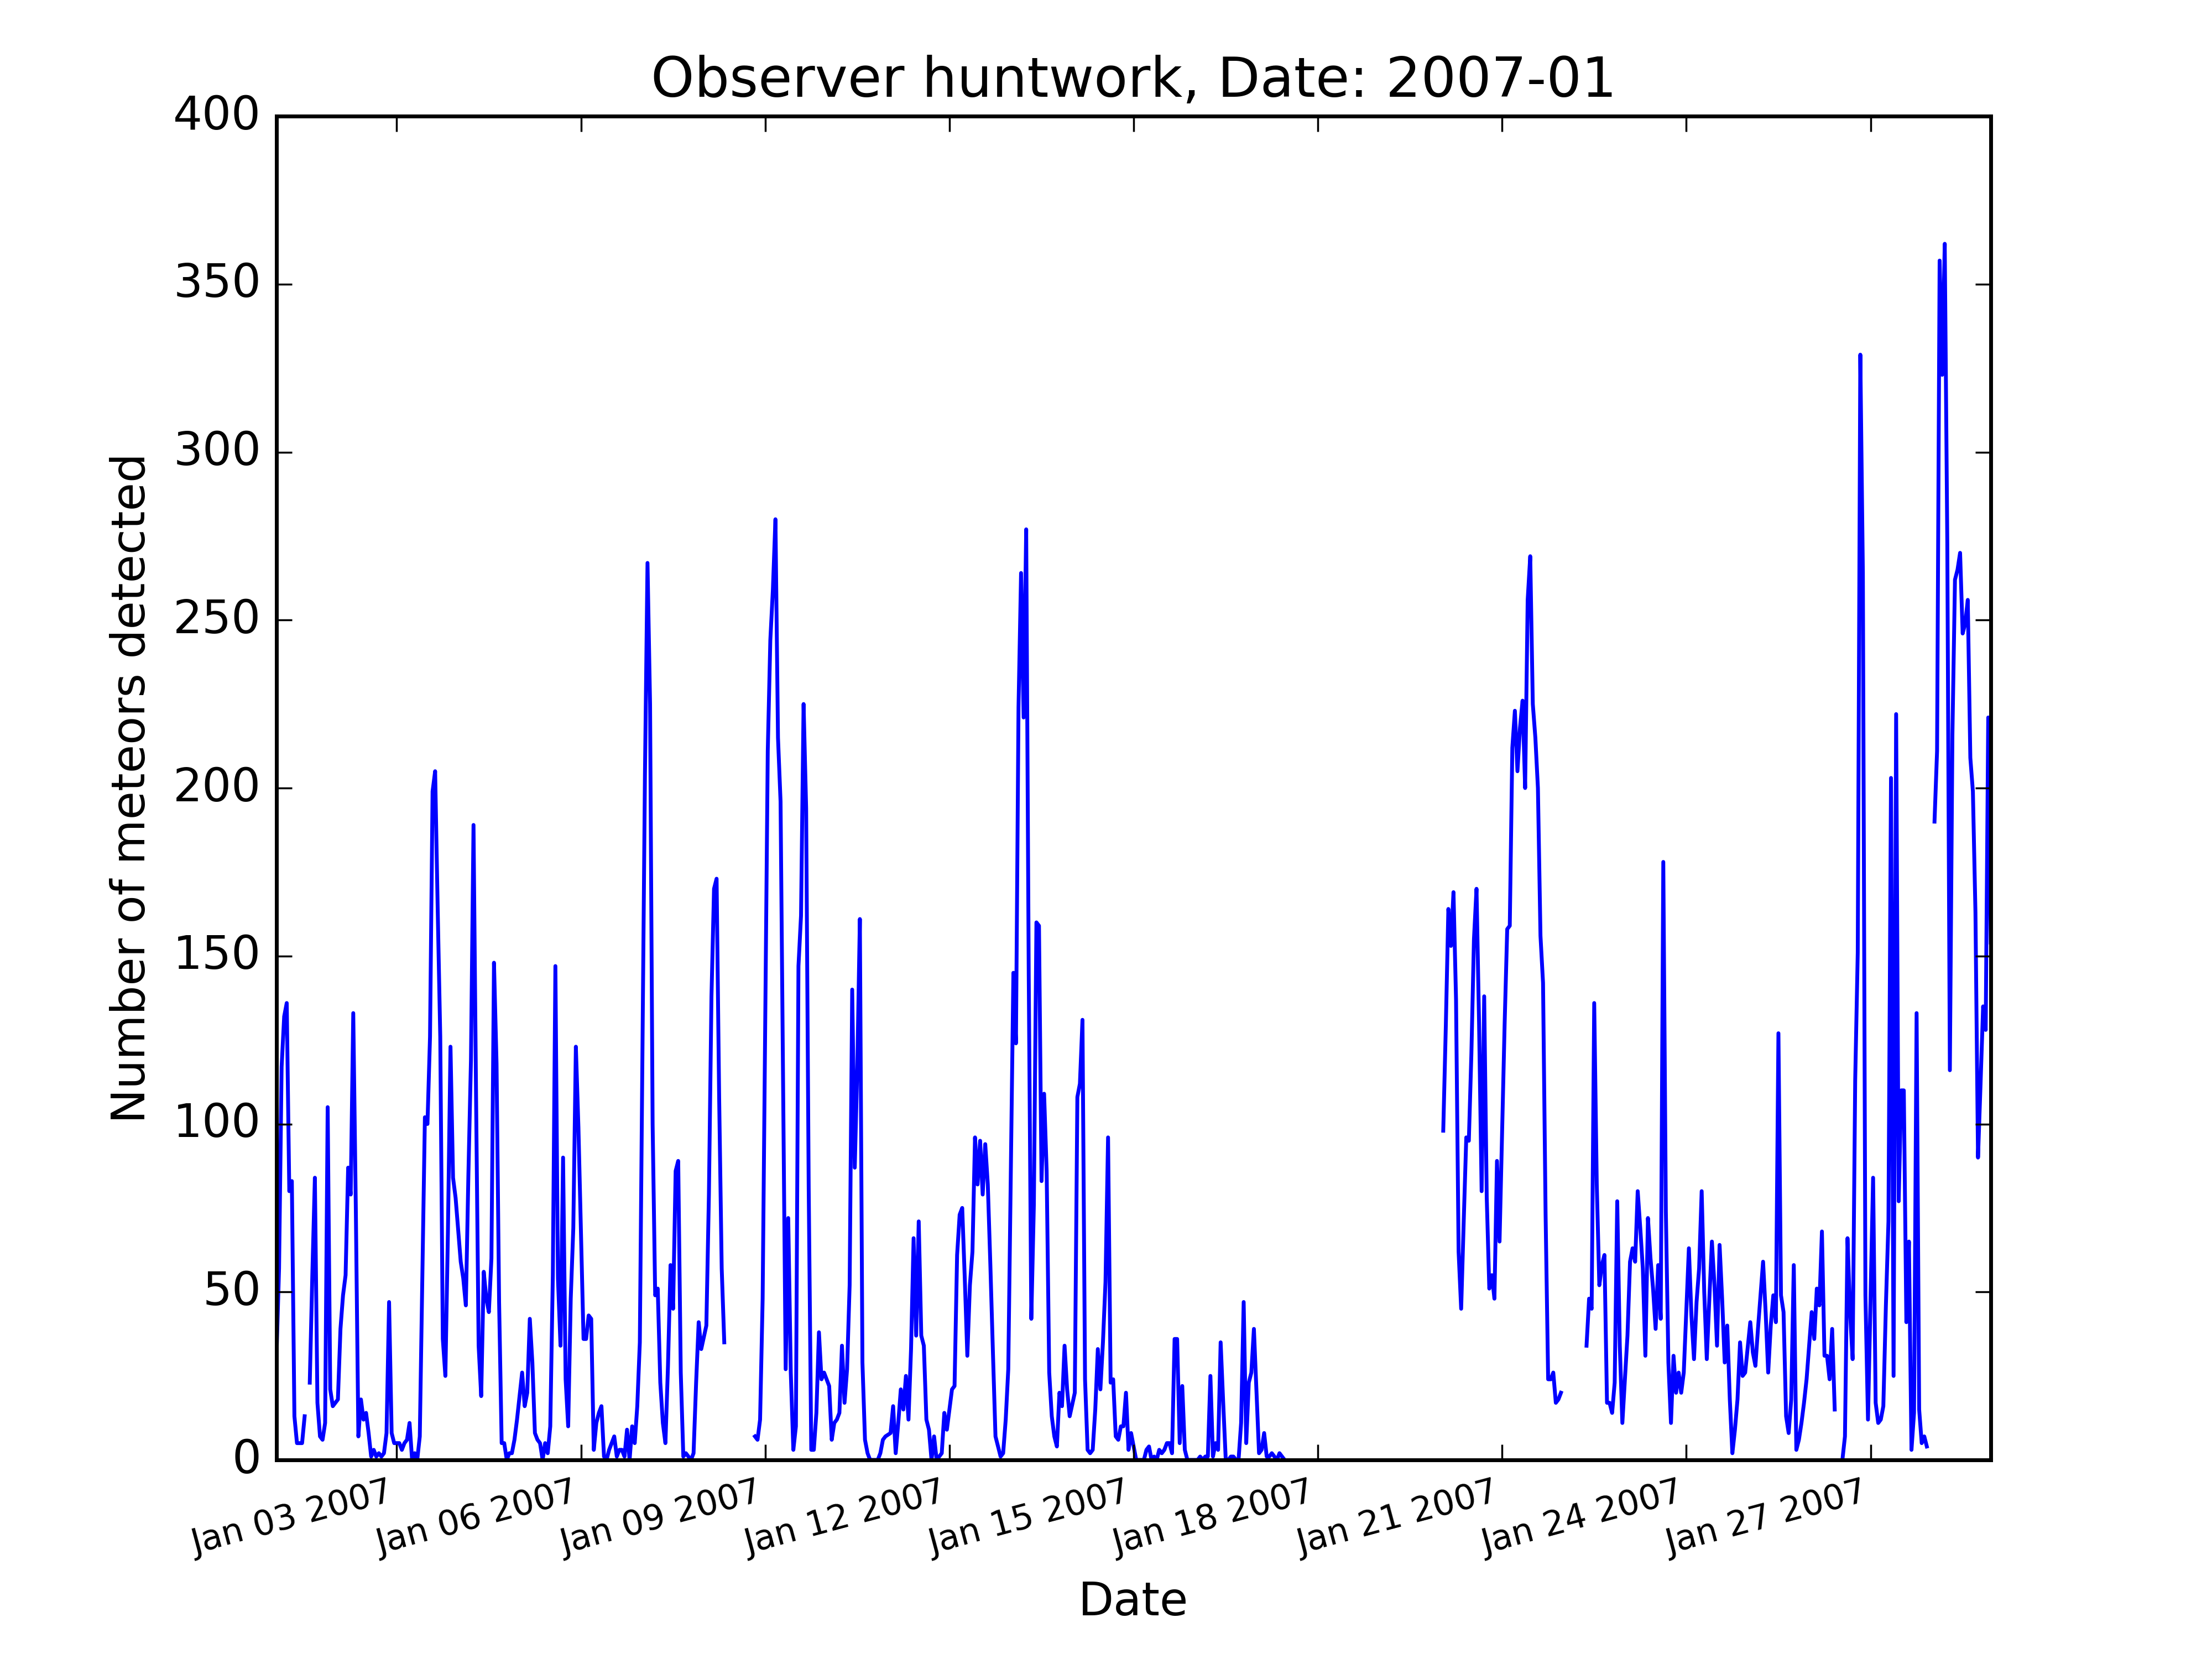 Observer huntwork, Date: 2007-01
400
350
300
250
200
150
100
50
0
Number of meteors detected
Jan 03 2007
Jan 06 2007
Jan 09 2007
Jan 12 2007
Jan 15 2007
Jan 18 2007
Jan 21 2007
Jan 24 2007
Jan 27 2007
Date